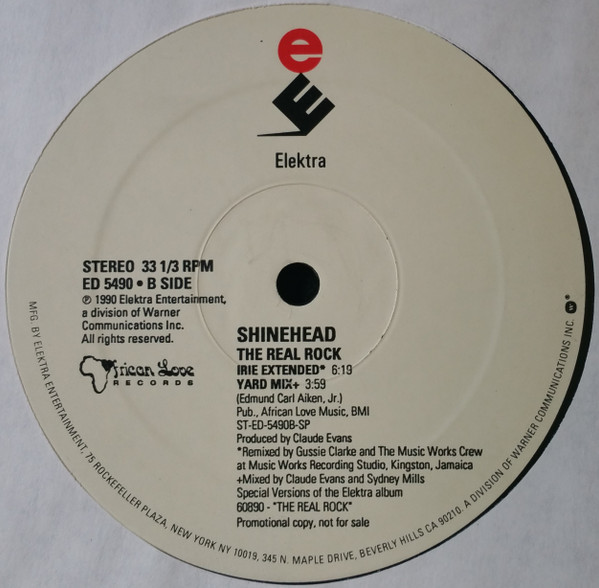 e
E
Elektra
STEREO 33 1/3 RPM
ED 5490 • B SIDE
℗ 1990 Elektra Entertainment,
a division of Warner
Communications Inc.
All rights reserved.
African Love
RECORDS
SHINEHEAD
THE REAL ROCK
IRIE EXTENDED* 6:19
YARD MIX+ 3:59
(Edmund Carl Aiken, Jr.)
Pub., African Love Music, BMI
ST-ED-5490B-SP
Produced by Claude Evans
*Remixed by Gussie Clarke and The Music Works Crew
at Music Works Recording Studio, Kingston, Jamaica
+Mixed by Claude Evans and Sydney Mills
Special Versions of the Elektra album
60890 - "THE REAL ROCK"
Promotional copy, not for sale
MFG. BY ELEKTRA ENTERTAINMENT, 75 ROCKEFELLER PLAZA, NEW YORK NY 10019, 345 N. MAPLE DRIVE, BEVERLY HILLS CA 90210. A DIVISION OF WARNER COMMUNICATIONS INC.